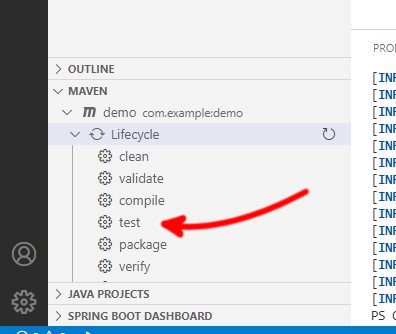 PRO
OUTLINE
MAVEN
demo com.example:demo
Lifecycle
clean
validate
compile
test
package
verify
JAVA PROJECTS
SPRING BOOT DASHBOARD
[INF
[INF
[INF
[INF
[INF
[INF
[INF
[INF
[INF
[INF
[INF
[INF
[INF
[INF
PS C